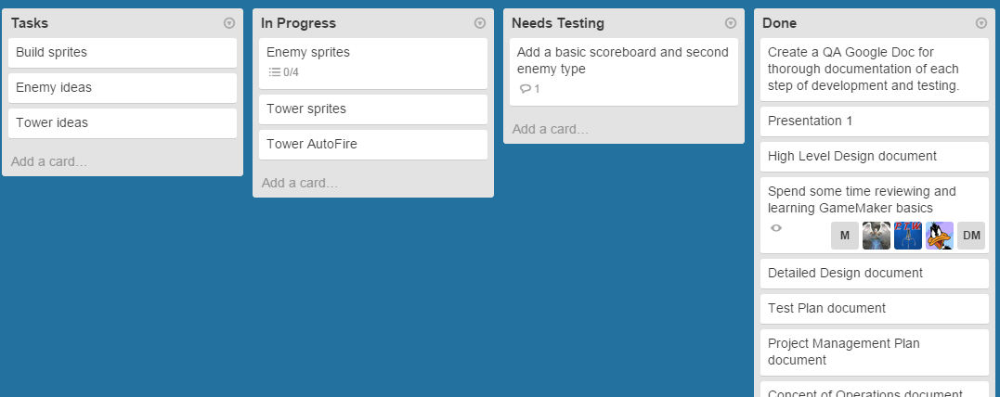 Tasks
Build sprites
Enemy ideas
Tower ideas
Add a card…
In Progress
Enemy sprites
0/4
Tower sprites
Tower AutoFire
Add a card…
Needs Testing
Add a basic scoreboard and second
enemy type
1
Add a card…
Done
Create a QA Google Doc for
thorough documentation of each
step of development and testing.
Presentation 1
High Level Design document
Spend some time reviewing and
learning GameMaker basics
M
FTW
DM
Detailed Design document
Test Plan document
Project Management Plan
document
Concept of Operations document